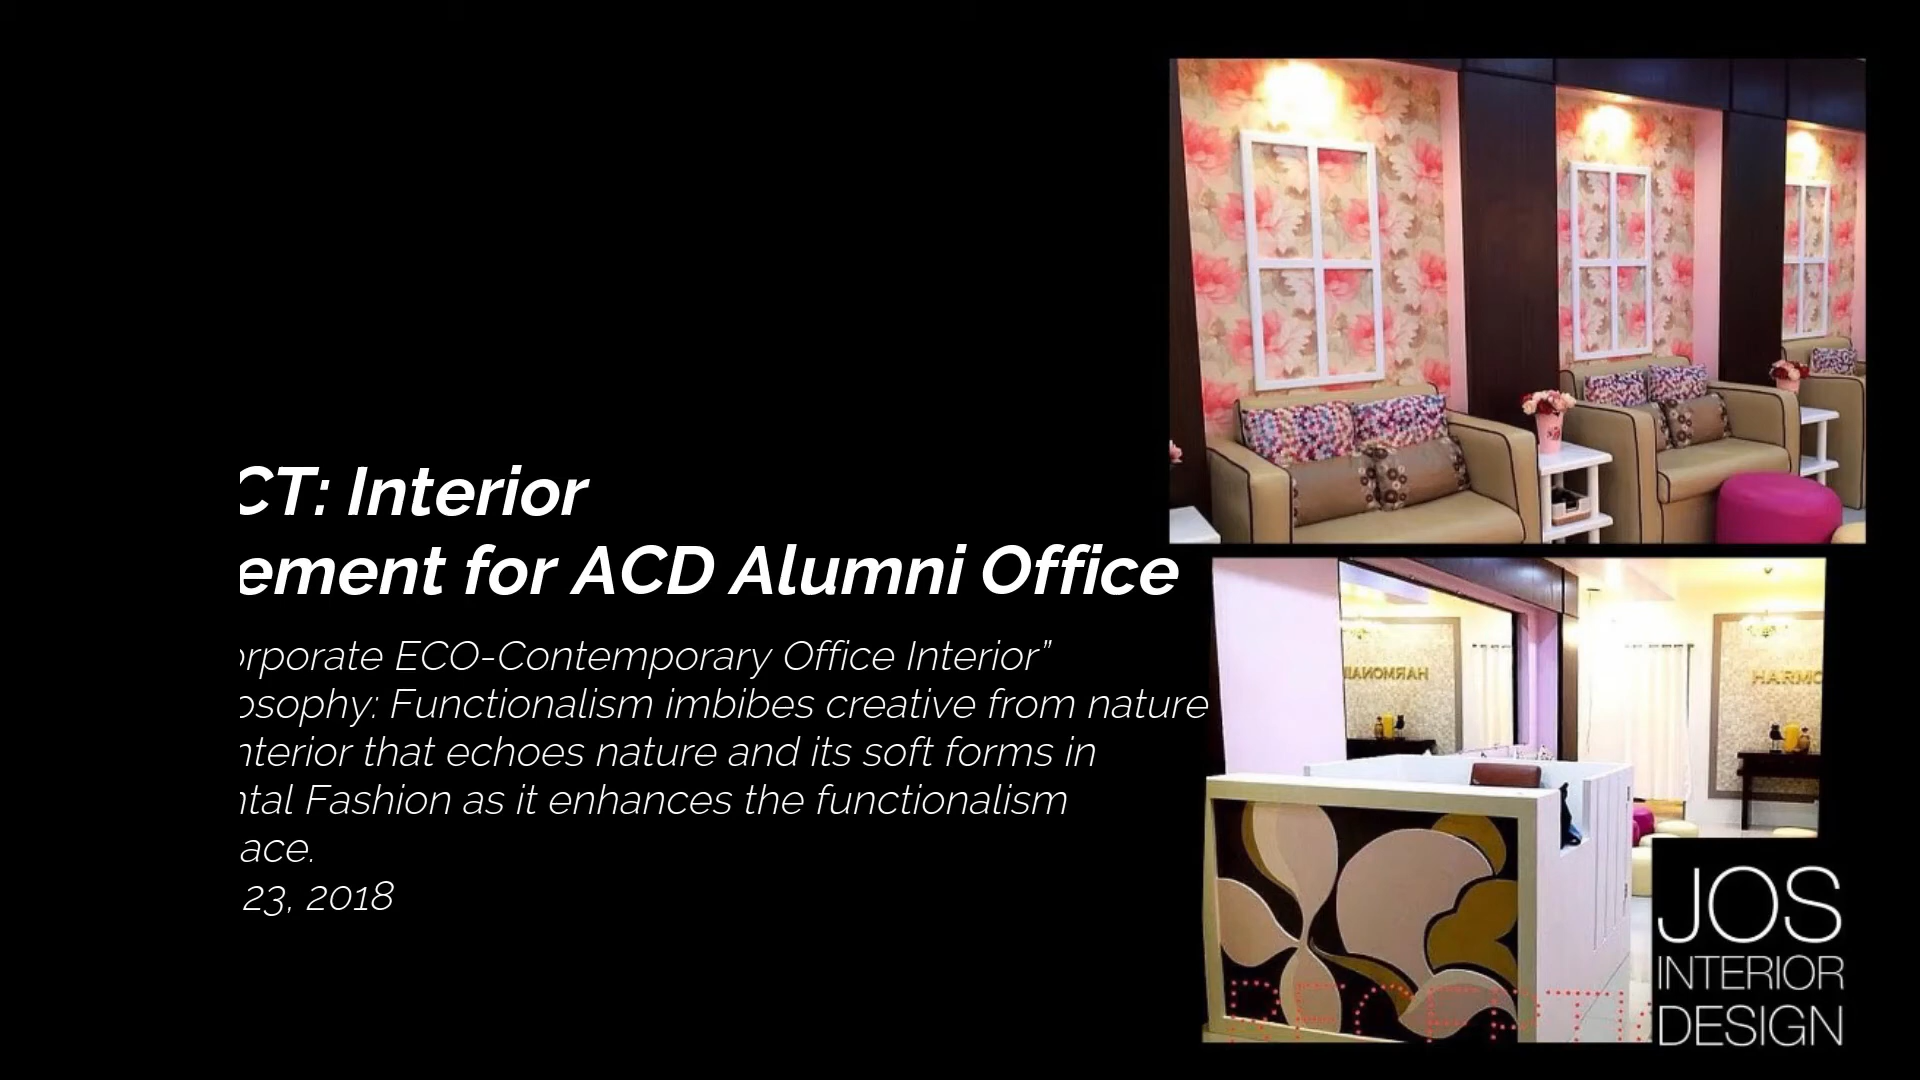 CT: Interior
ement for ACD Alumni Office
orporate ECO-Contemporary Office Interior”
osophy: Functionalism imbibes creative from nature
nterior that echoes nature and its soft forms in
ntal Fashion as it enhances the functionalism
ace.
23, 2018
HARMO
JOS
INTERIOR
DESIGN